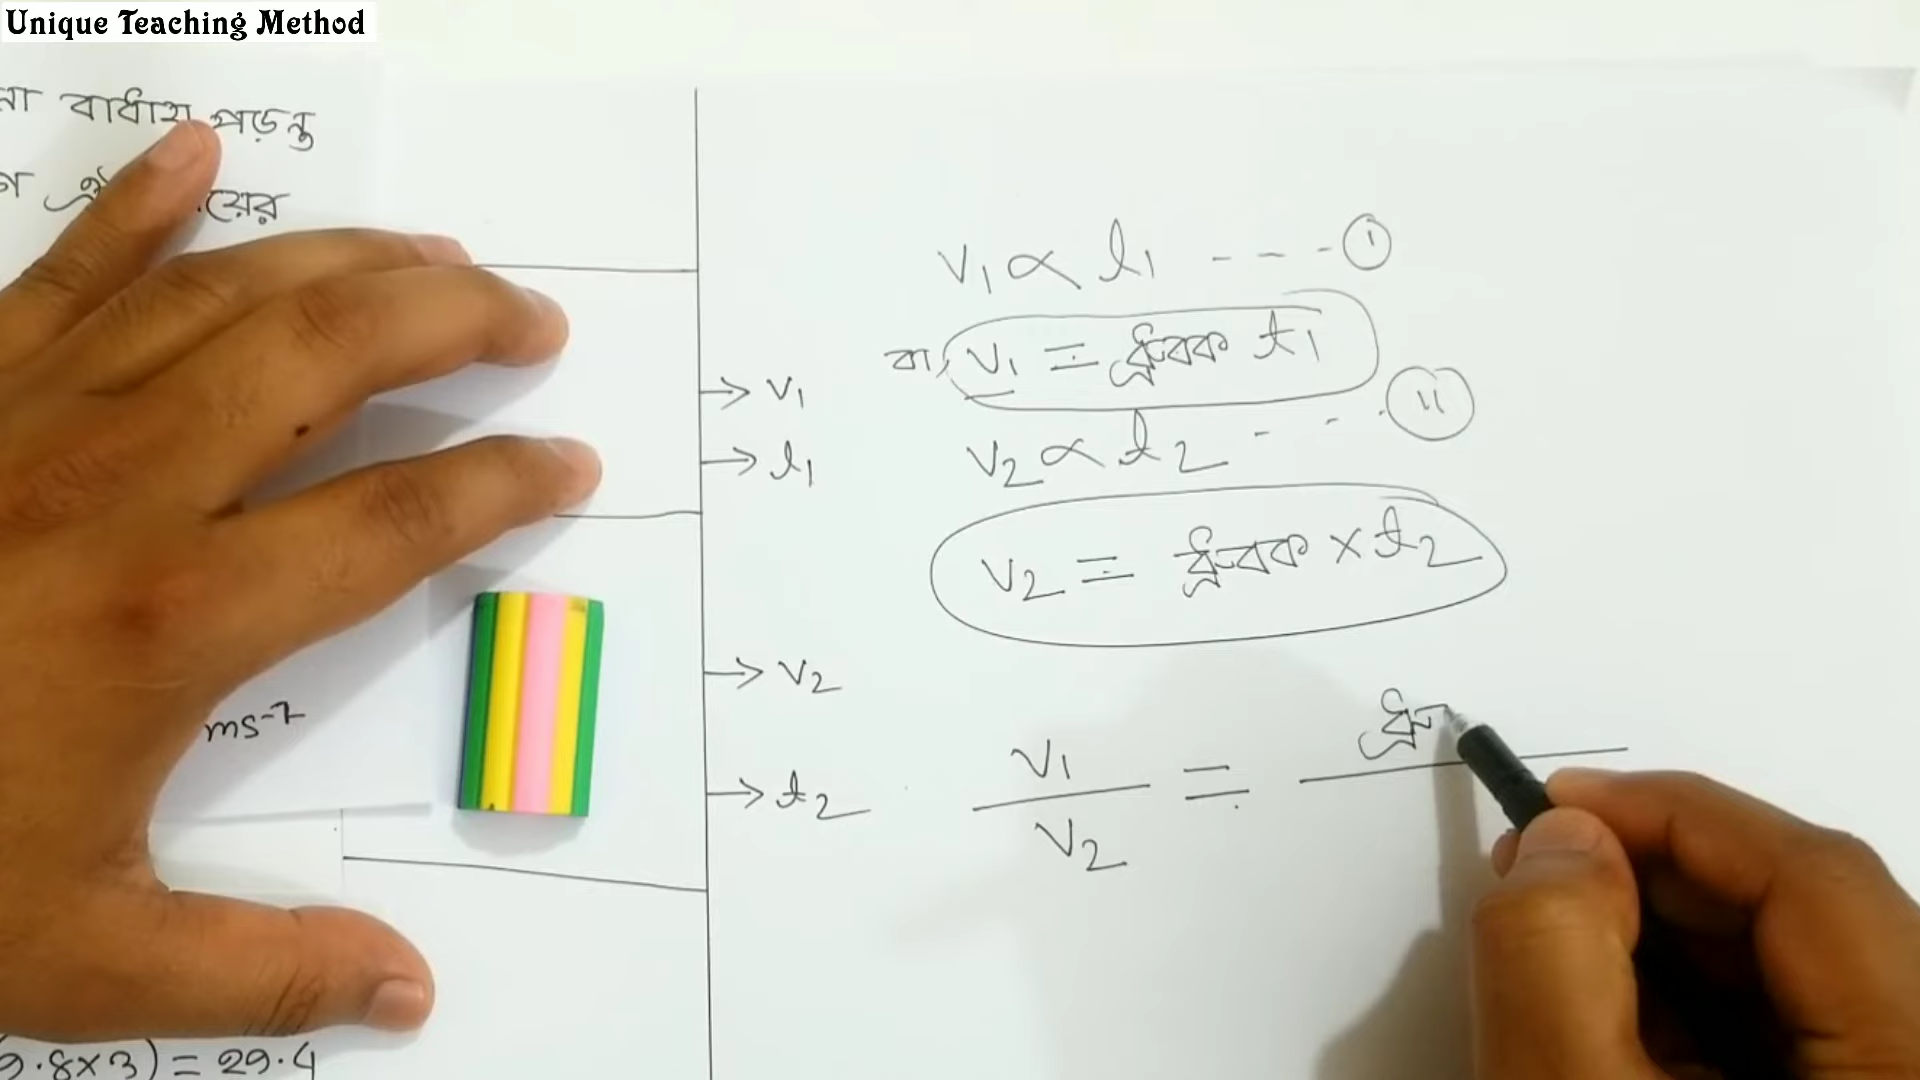 Unique Teaching Method
বাধায় পড়ন্ত
য়ের
v₁ ∝ t₁ - - - - ①
বা, v₁ = ধ্রুবক t₁
v₂ ∝ t₂ - - - ⑪
v₂ = ধ্রুবক × t₂
→ v₁
→ t₁
→ v₂
→ t₂
ms⁻¹
v₁
v₂
=
ধ্রু
9.8×3) = 29.4